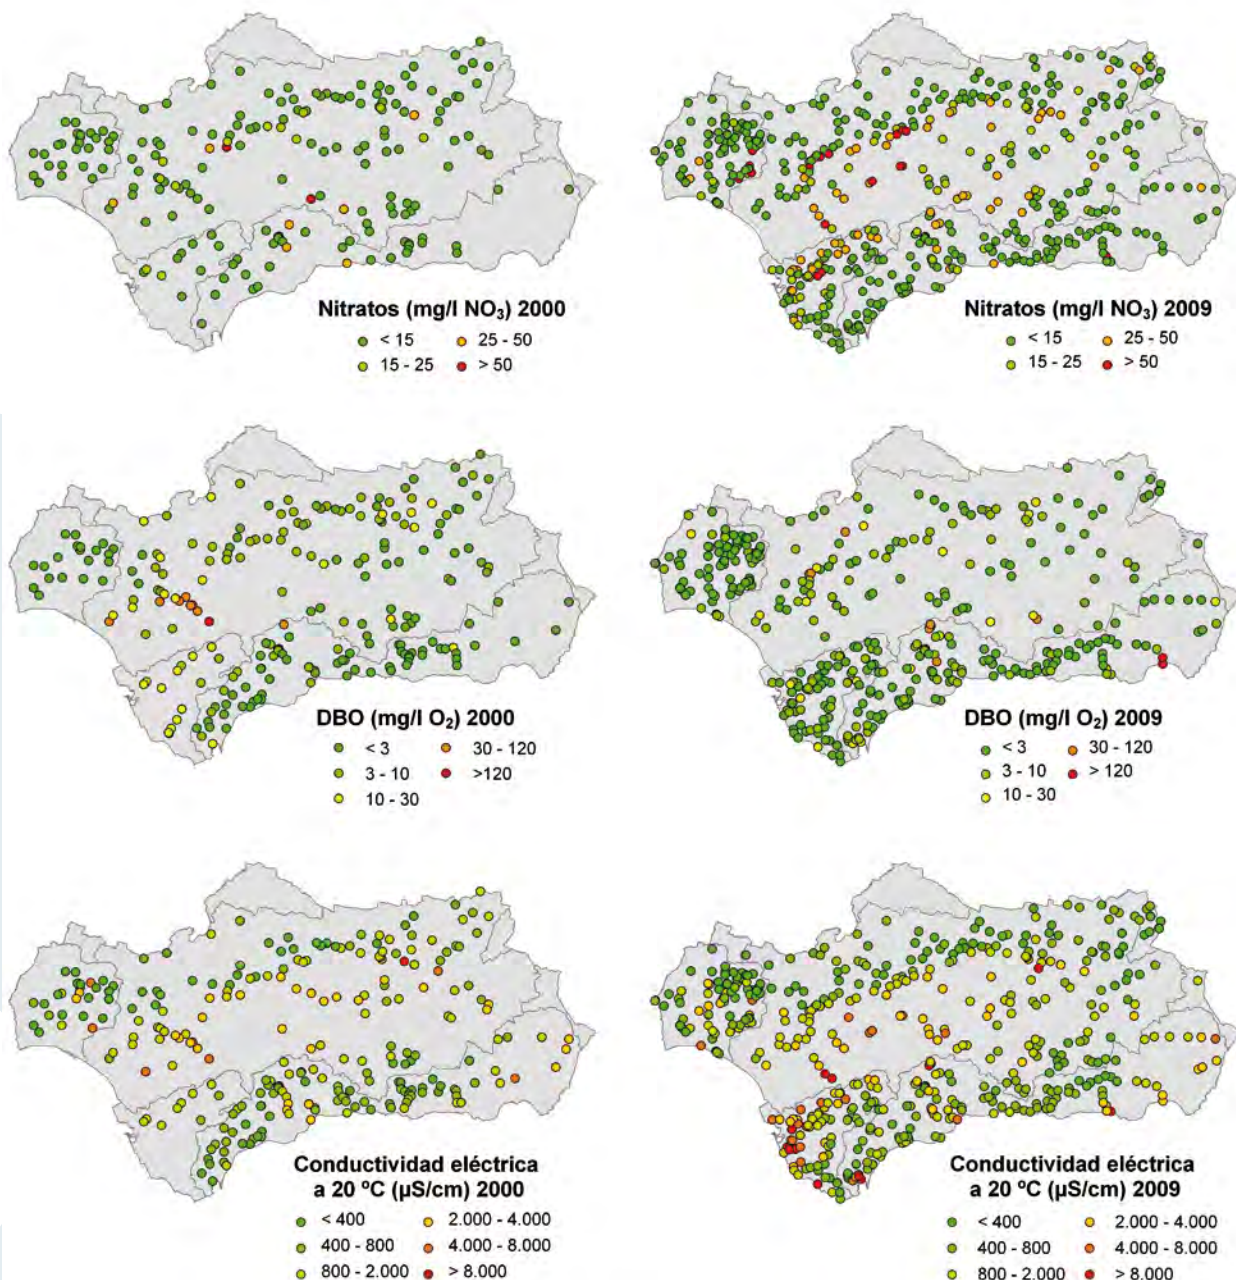 Nitratos (mg/l NO₃) 2000
< 15
25 - 50
15 - 25
> 50
Nitratos (mg/l NO₃) 2009
< 15
25 - 50
15 - 25
> 50
DBO (mg/l O₂) 2000
< 3
30 - 120
3 - 10
>120
10 - 30
DBO (mg/l O₂) 2009
< 3
30 - 120
3 - 10
> 120
10 - 30
Conductividad eléctrica
a 20 ºC (µS/cm) 2000
< 400
2.000 - 4.000
400 - 800
4.000 - 8.000
800 - 2.000
> 8.000
Conductividad eléctrica
a 20 ºC (µS/cm) 2009
< 400
2.000 - 4.000
400 - 800
4.000 - 8.000
800 - 2.000
> 8.000